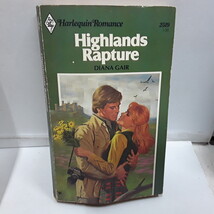 Harlequin Romance
Highlands
Rapture
DIANA GAIR